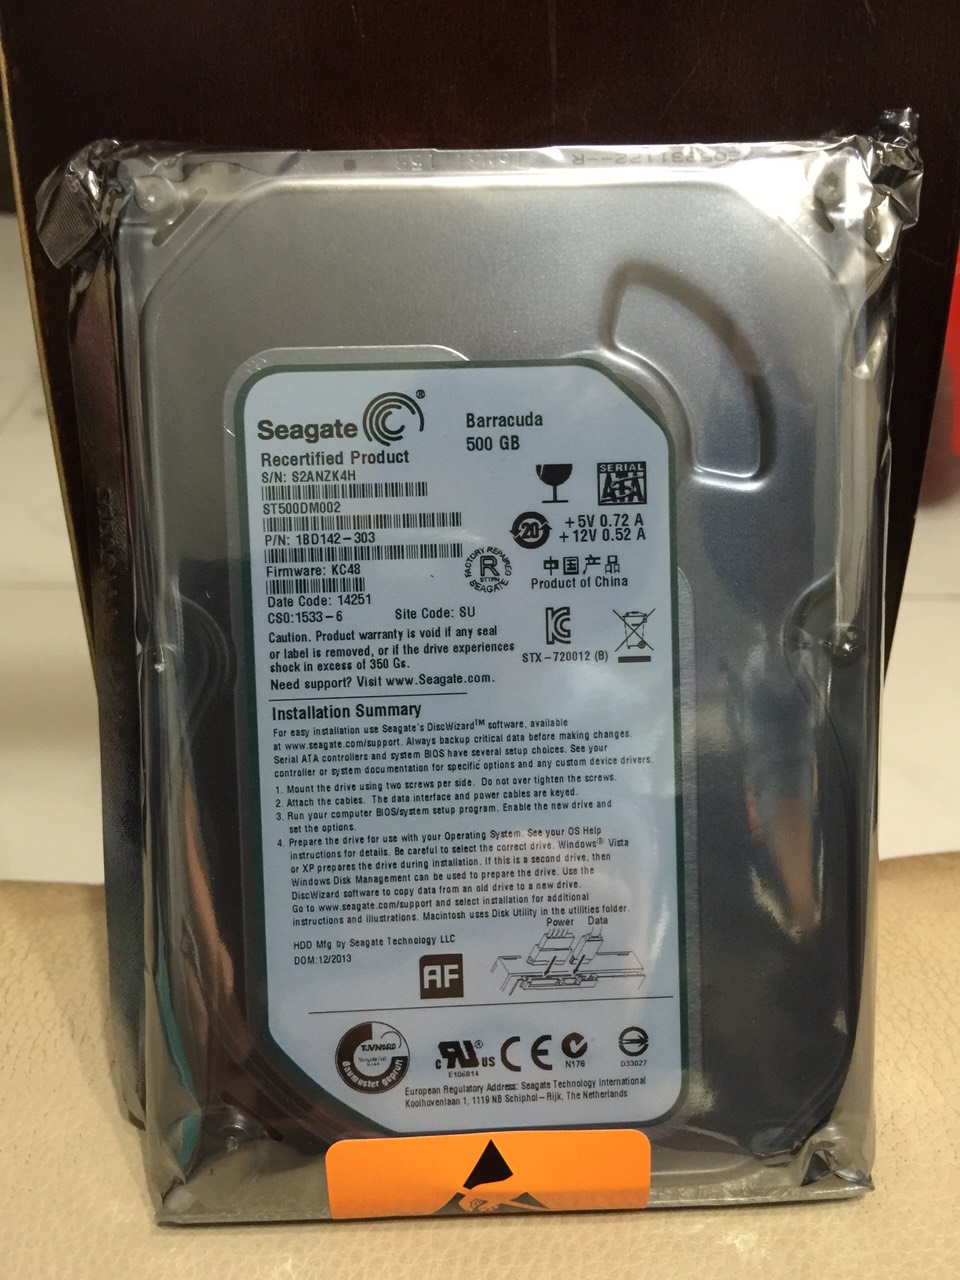 Seagate®
Recertified Product
S/N: S2ANZK4H
ST500DM002
P/N: 1BD142-303
Firmware: KC48
Date Code: 14251
CS0:1533-6 Site Code: SU
Barracuda
500 GB
SERIAL
ATA
20
+5V 0.72 A
+12V 0.52 A
FACTORY REPAIRED
R
SEAGATE
中国产品
Product of China
STX-720012 (B)
Caution. Product warranty is void if any seal
or label is removed, or if the drive experiences
shock in excess of 350 Gs.
Need support? Visit www.Seagate.com.
Installation Summary
For easy installation use Seagate's DiscWizard™ software, available
at www.seagate.com/support. Always backup critical data before making changes.
Serial ATA controllers and system BIOS have several setup choices. See your
controller or system documentation for specific options and any custom device drivers.
1. Mount the drive using two screws per side. Do not over tighten the screws.
2. Attach the cables. The data interface and power cables are keyed.
3. Run your computer BIOS/system setup program. Enable the new drive and
set the options.
4. Prepare the drive for use with your Operating System. See your OS Help
instructions for details. Be careful to select the correct drive. Windows® Vista
or XP prepares the drive during installation. If this is a second drive, then
Windows Disk Management can be used to prepare the drive. Use the
DiscWizard software to copy data from an old drive to a new drive.
Go to www.seagate.com/support and select installation for additional
instructions and illustrations. Macintosh uses Disk Utility in the utilities folder.
Power Data
HDD Mfg by Seagate Technology LLC
DOM:12/2013
AF
TUV NORD
Baumuster geprüft
c RU® US
E106814
CE
N176
D33027
European Regulatory Address: Seagate Technology International
Koolhovenlaan 1, 1119 NB Schiphol-Rijk, The Netherlands